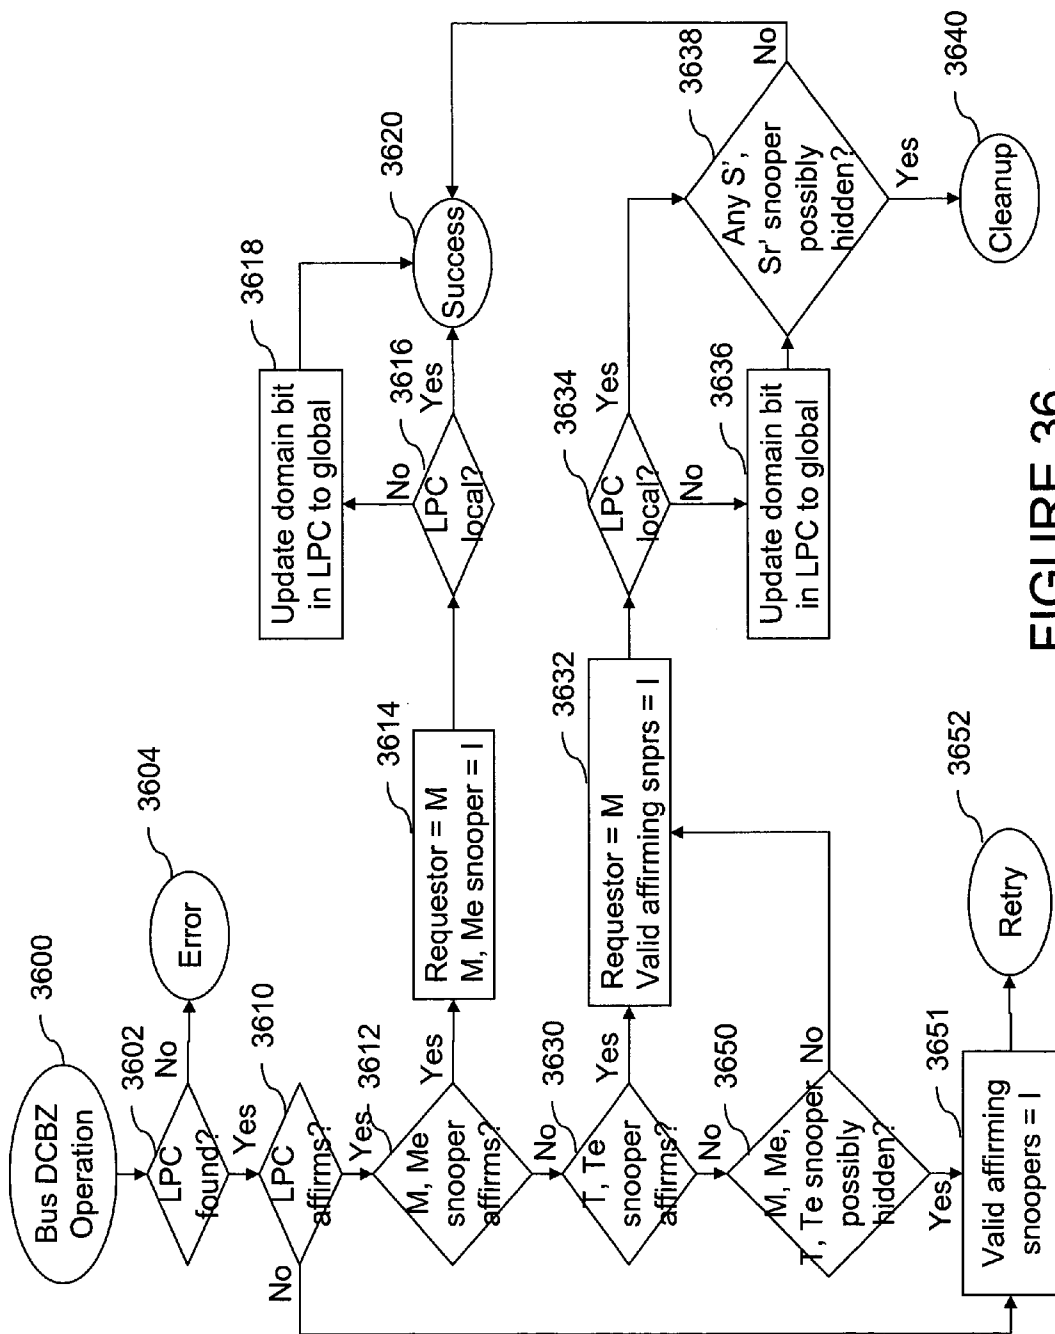 Bus DCBZ
Operation
3600
3602
LPC
found?
No
Error
3604
Yes
3610
LPC
affirms?
No
Yes
3612
M, Me
snooper
affirms?
Yes
3614
Requestor = M
M, Me snooper = I
LPC
local?
3616
No
Yes
3618
Update domain bit
in LPC to global
3620
Success
No
3630
T, Te
snooper
affirms?
Yes
3632
Requestor = M
Valid affirming snprs = I
3634
LPC
local?
Yes
No
3636
Update domain bit
in LPC to global
3638
Any S',
Sr' snooper
possibly
hidden?
No
Yes
3640
Cleanup
No
3650
M, Me,
T, Te snooper
possibly
hidden?
No
Yes
3651
Valid affirming
snoopers = I
3652
Retry
FIGURE 36